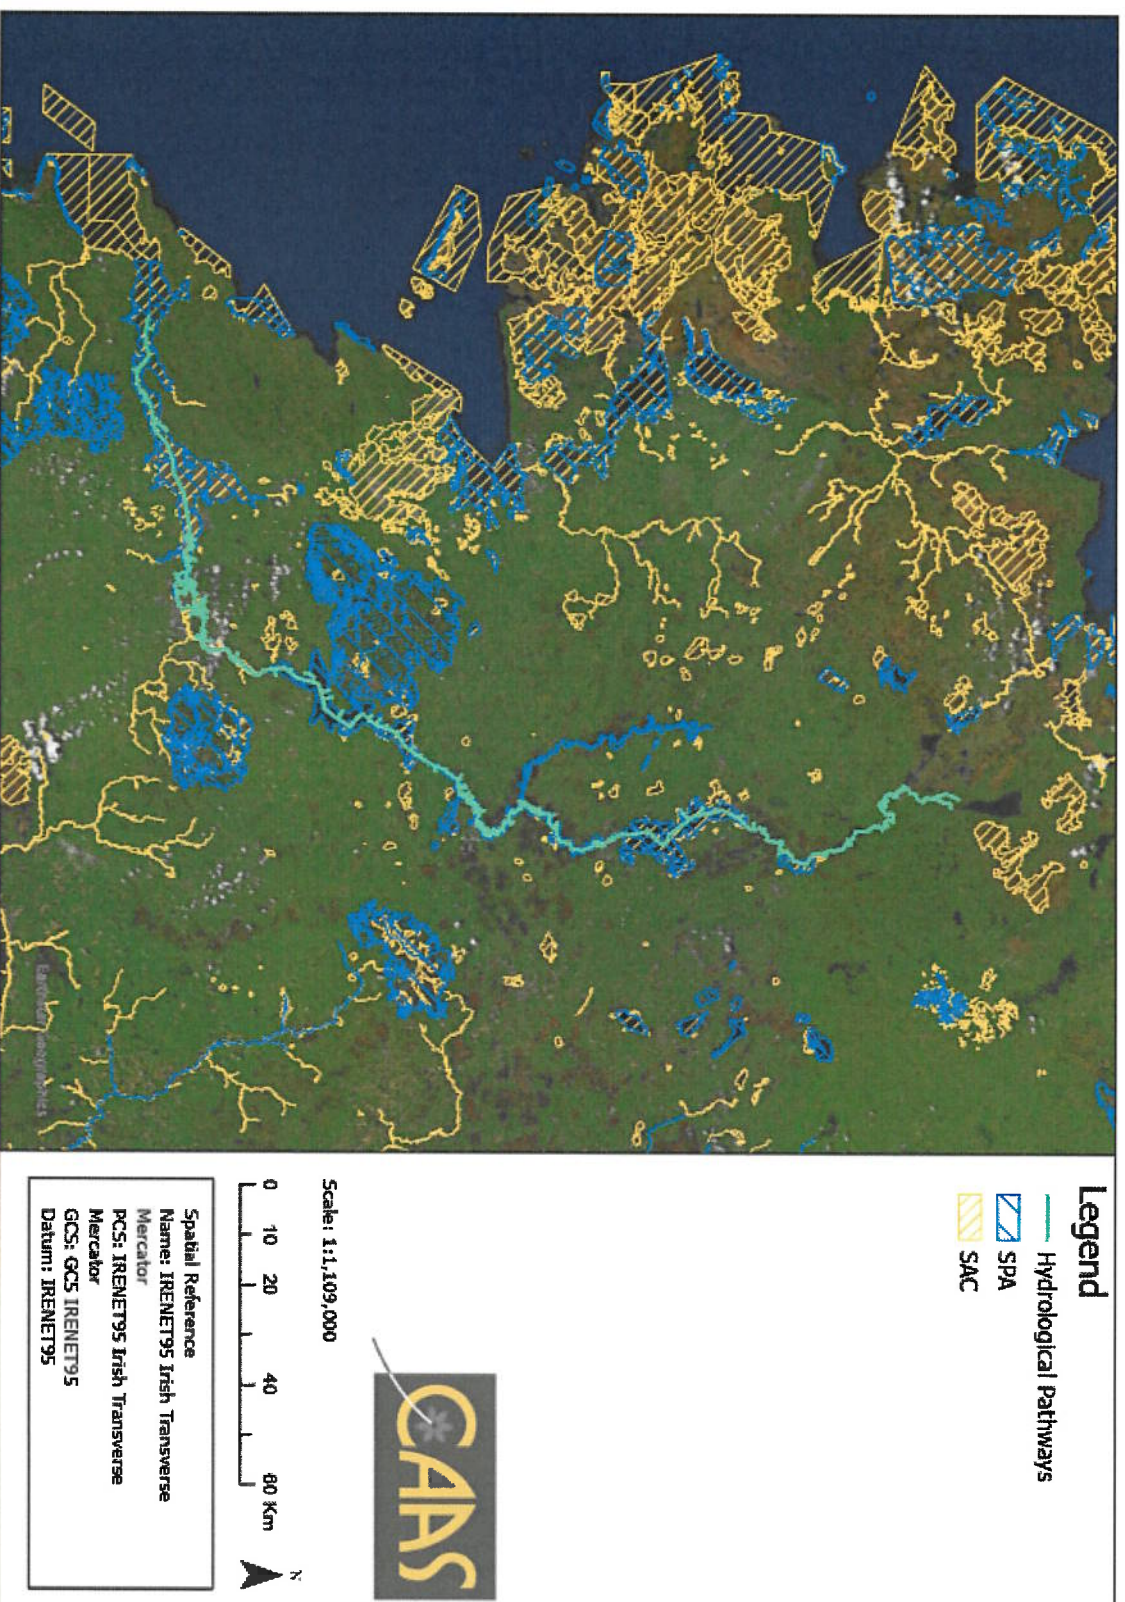 Legend
Hydrological Pathways
SPA
SAC
CAAS
Scale: 1:1,109,000
0 10 20 40 80 Km
N
Spatial Reference
Name: IRENET95 Irish Transverse
Mercator
PCS: IRENET95 Irish Transverse
Mercator
GCS: GCS IRENET95
Datum: IRENET95